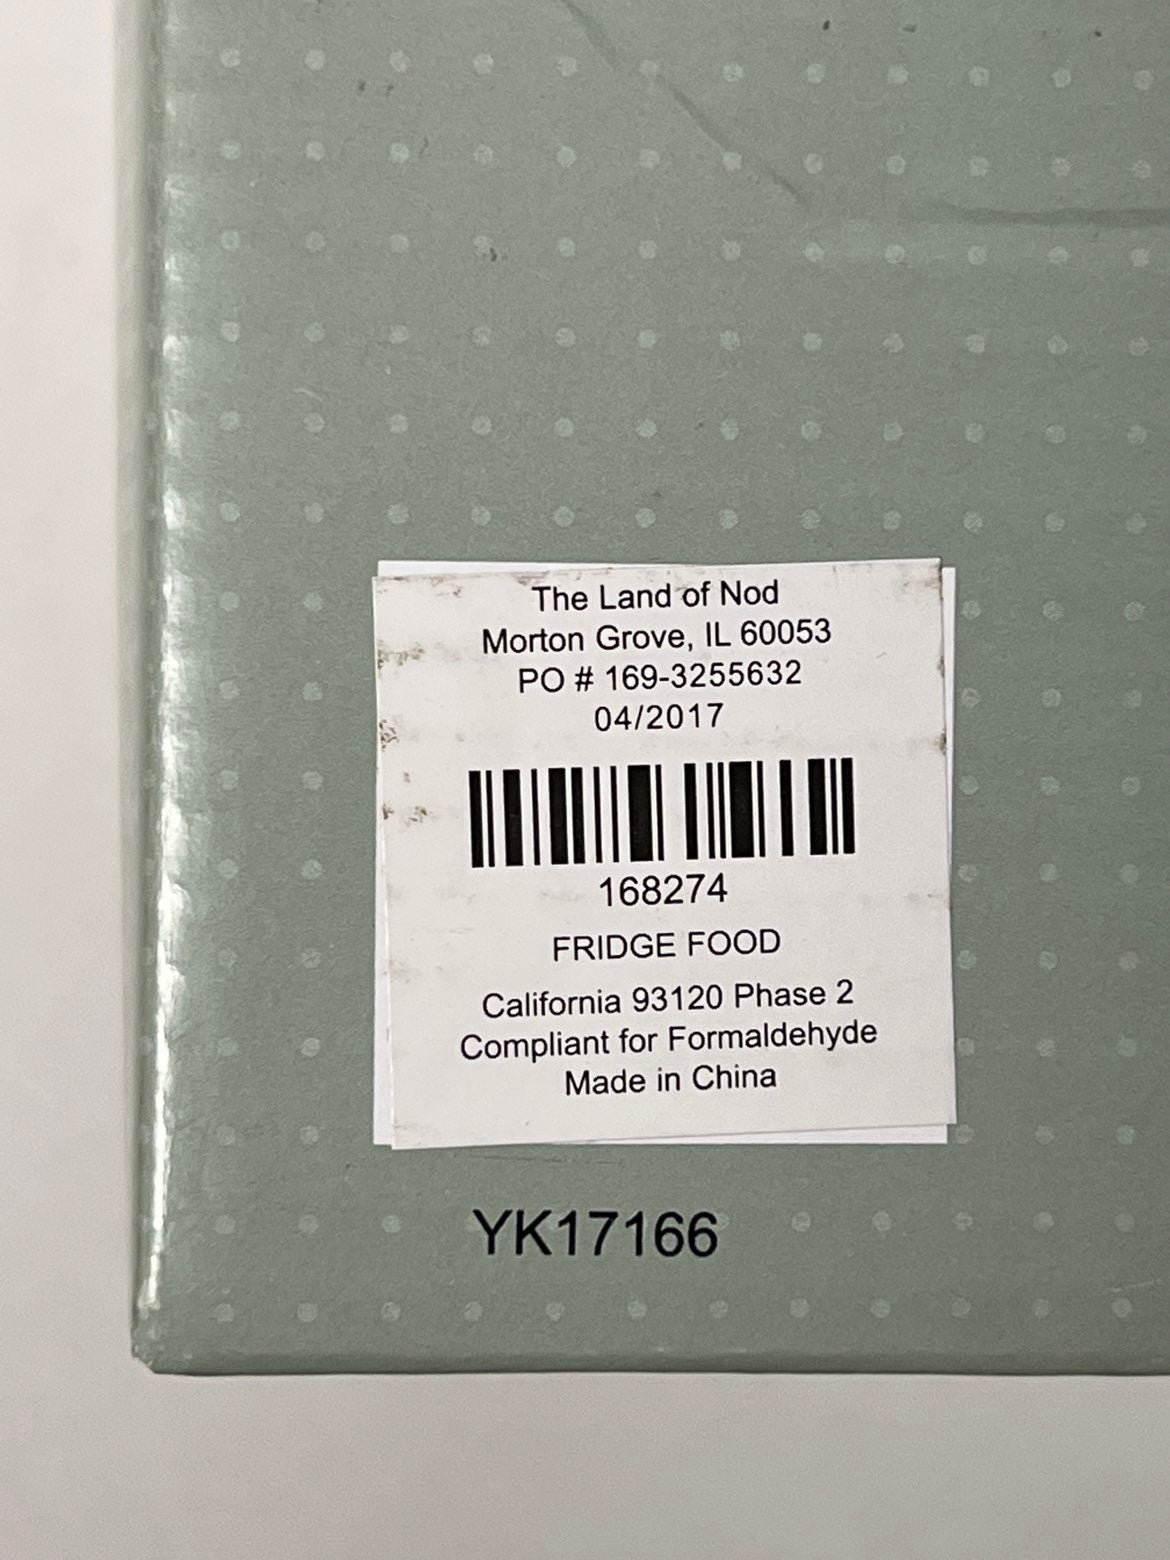 The Land of Nod
Morton Grove, IL 60053
PO # 169-3255632
04/2017
168274
FRIDGE FOOD
California 93120 Phase 2
Compliant for Formaldehyde
Made in China
YK17166